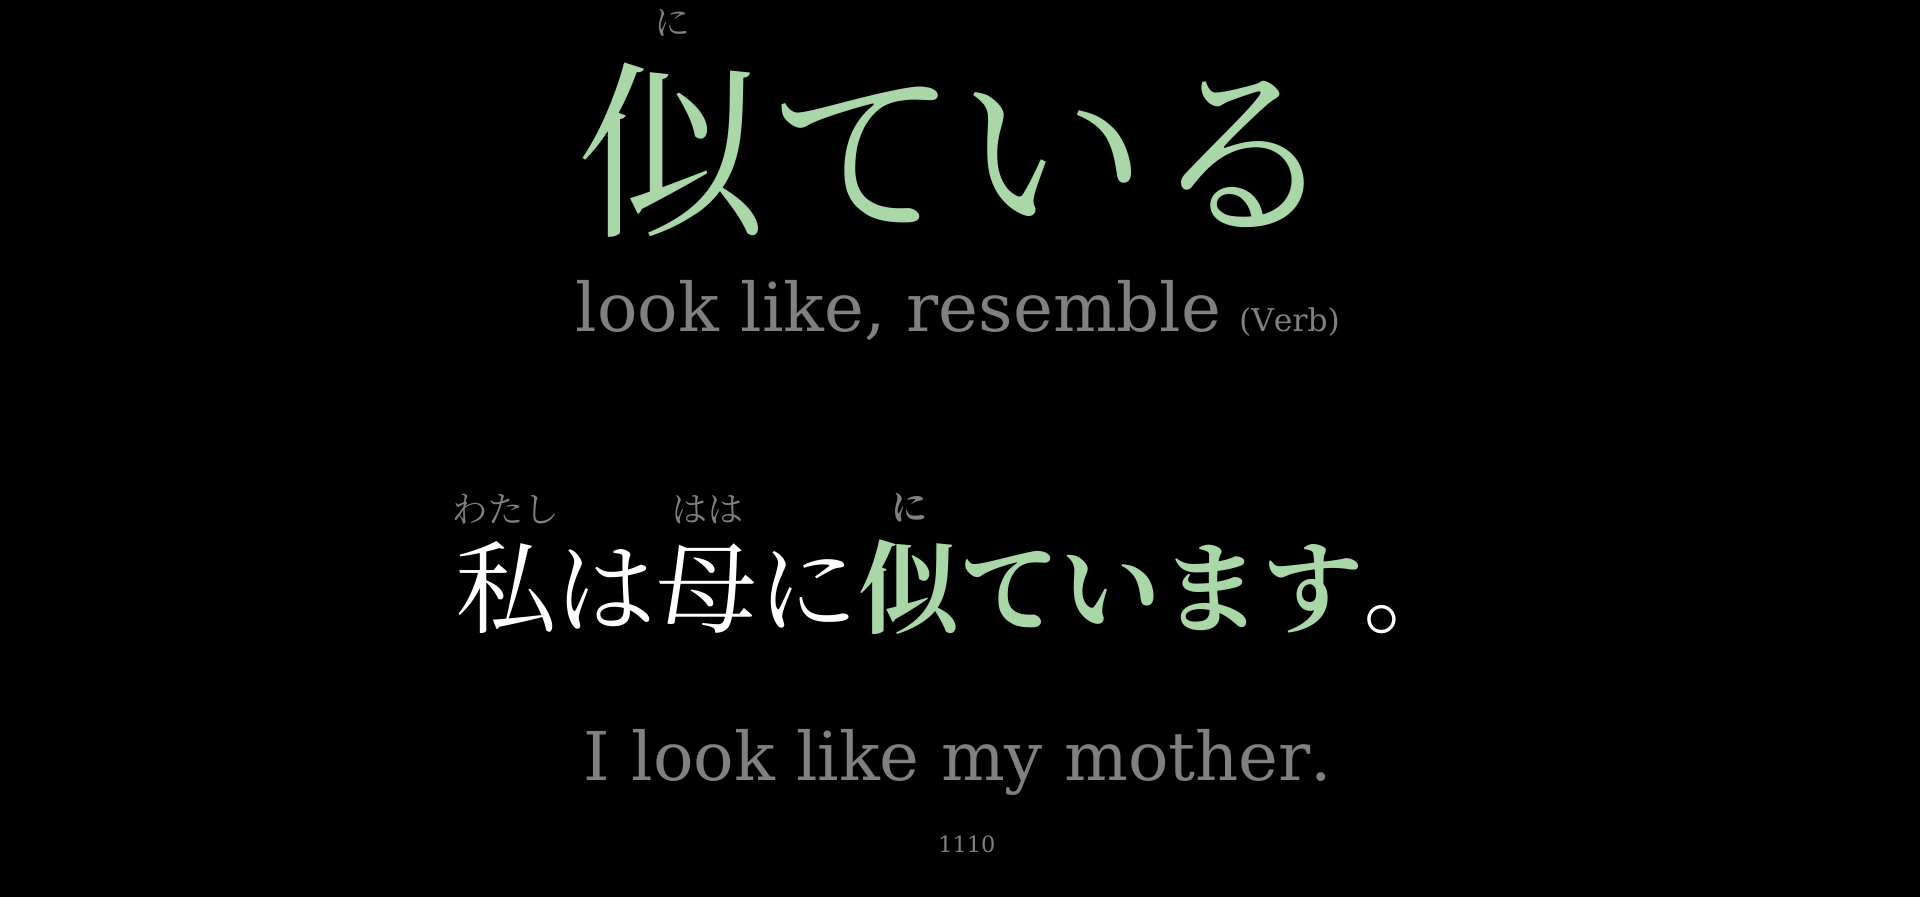 に
似ている
look like, resemble (Verb)
わたし はは に
私は母に似ています。
I look like my mother.
1110